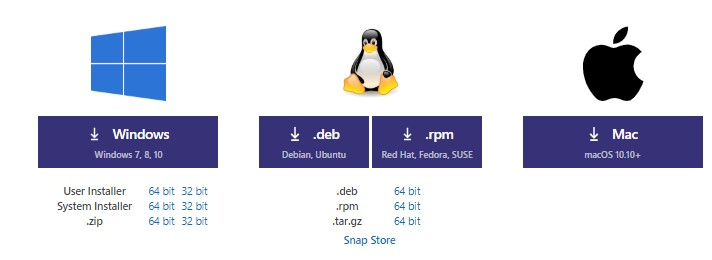 Windows
Windows 7, 8, 10
User Installer 64 bit 32 bit
System Installer 64 bit 32 bit
.zip 64 bit 32 bit
.deb
Debian, Ubuntu
.rpm
Red Hat, Fedora, SUSE
.deb 64 bit
.rpm 64 bit
.tar.gz 64 bit
Snap Store
Mac
macOS 10.10+